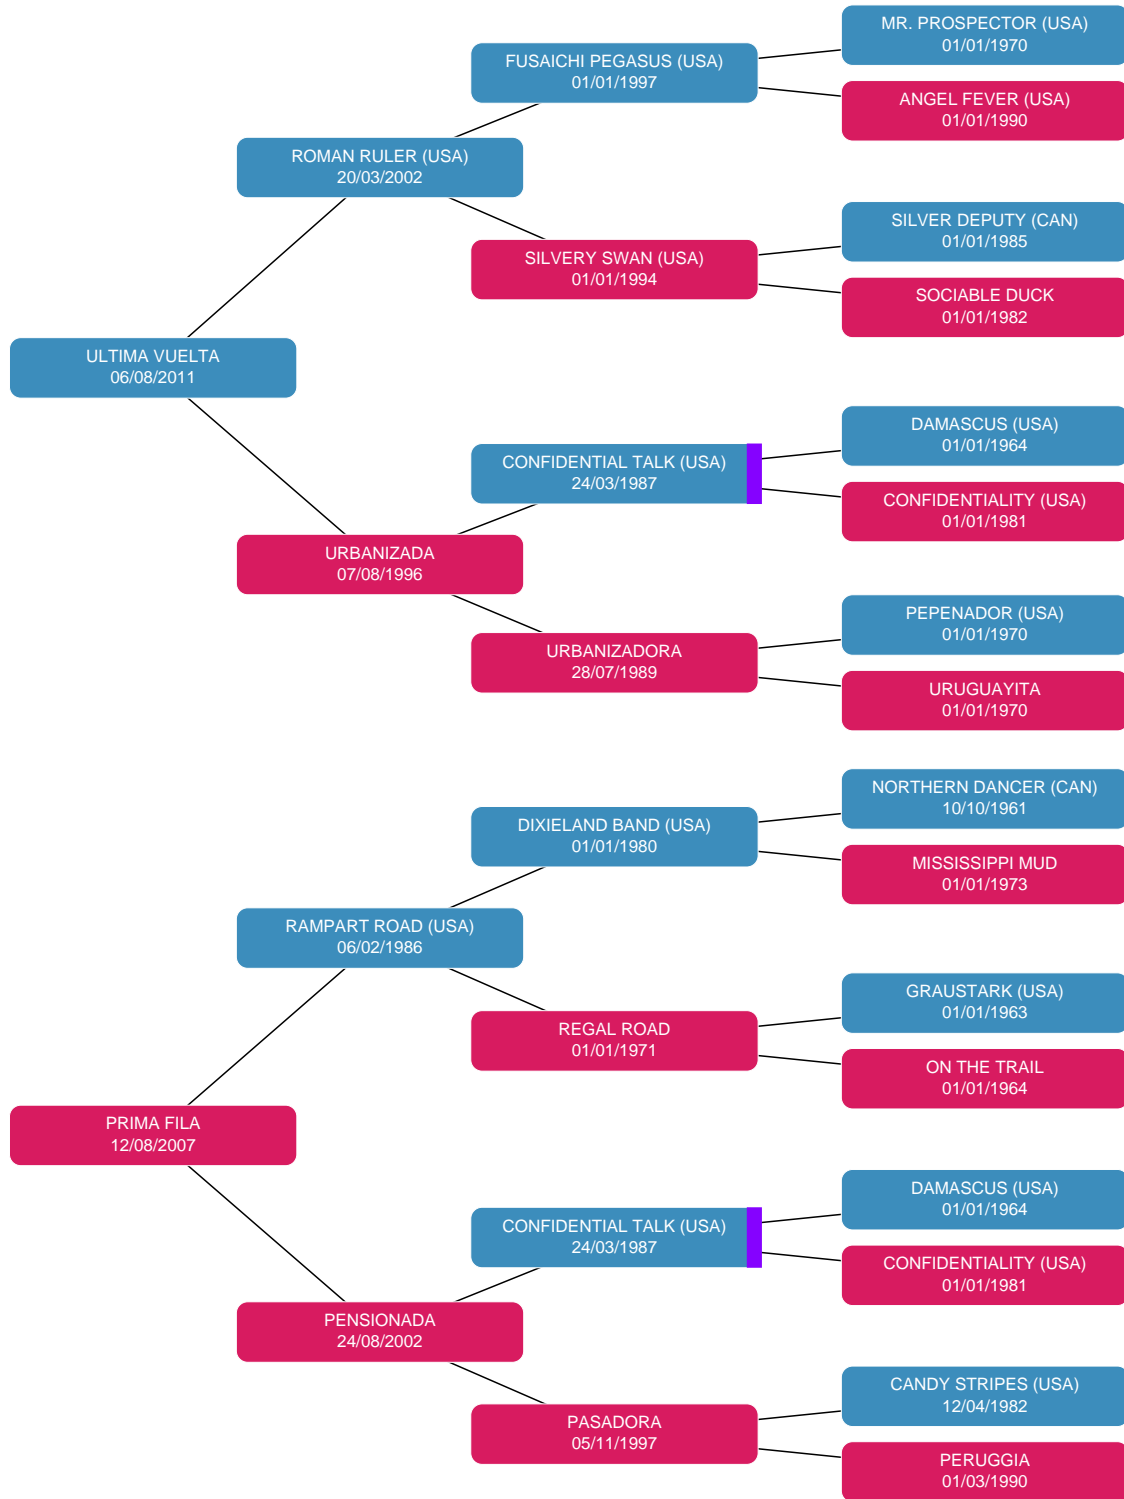 MR. PROSPECTOR (USA)
01/01/1970
FUSAICHI PEGASUS (USA)
01/01/1997
ANGEL FEVER (USA)
01/01/1990
ROMAN RULER (USA)
20/03/2002
SILVER DEPUTY (CAN)
01/01/1985
SILVERY SWAN (USA)
01/01/1994
SOCIABLE DUCK
01/01/1982
ULTIMA VUELTA
06/08/2011
DAMASCUS (USA)
01/01/1964
CONFIDENTIAL TALK (USA)
24/03/1987
CONFIDENTIALITY (USA)
01/01/1981
URBANIZADA
07/08/1996
PEPENADOR (USA)
01/01/1970
URBANIZADORA
28/07/1989
URUGUAYITA
01/01/1970
NORTHERN DANCER (CAN)
10/10/1961
DIXIELAND BAND (USA)
01/01/1980
MISSISSIPPI MUD
01/01/1973
RAMPART ROAD (USA)
06/02/1986
GRAUSTARK (USA)
01/01/1963
REGAL ROAD
01/01/1971
ON THE TRAIL
01/01/1964
PRIMA FILA
12/08/2007
DAMASCUS (USA)
01/01/1964
CONFIDENTIAL TALK (USA)
24/03/1987
CONFIDENTIALITY (USA)
01/01/1981
PENSIONADA
24/08/2002
CANDY STRIPES (USA)
12/04/1982
PASADORA
05/11/1997
PERUGGIA
01/03/1990